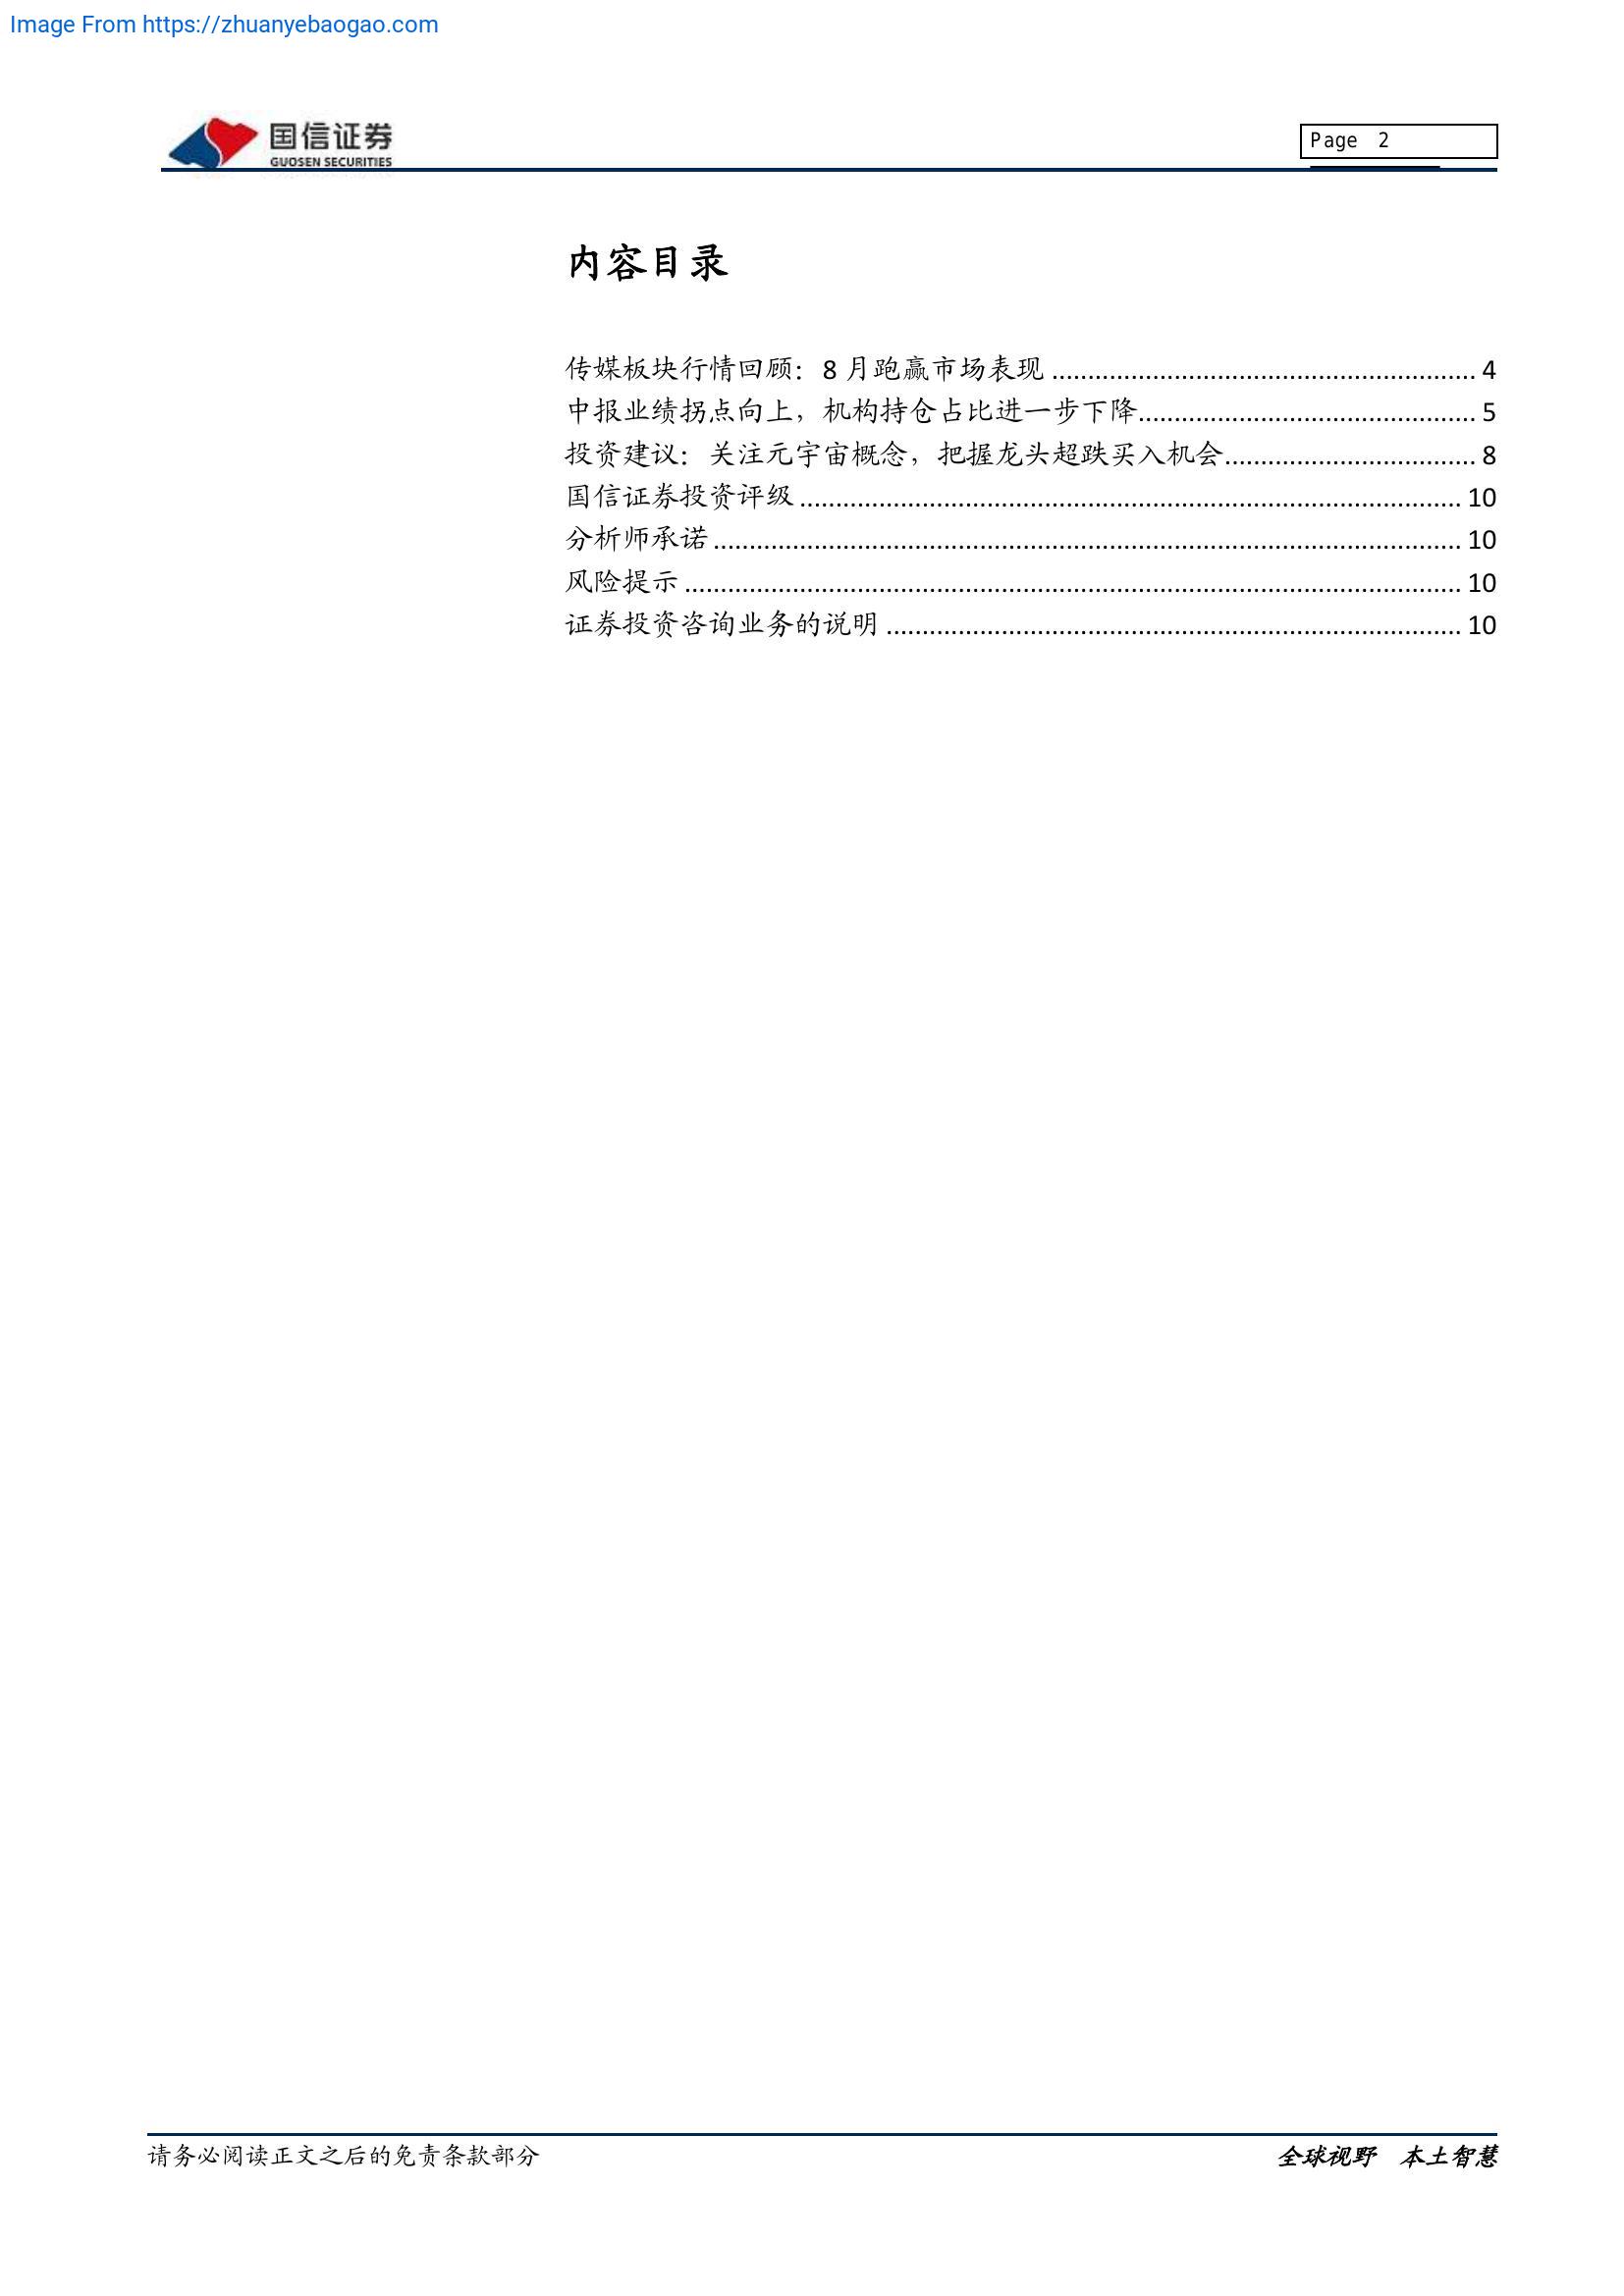 Image From https://zhuanyebaogao.com
国信证券
GUOSEN SECURITIES
Page 2
内容目录
传媒板块行情回顾：8 月跑赢市场表现 ........................................................... 4
中报业绩拐点向上，机构持仓占比进一步下降............................................... 5
投资建议：关注元宇宙概念，把握龙头超跌买入机会................................... 8
国信证券投资评级 ............................................................................................ 10
分析师承诺 ........................................................................................................ 10
风险提示 ............................................................................................................ 10
证券投资咨询业务的说明 ................................................................................ 10
请务必阅读正文之后的免责条款部分
全球视野 本土智慧